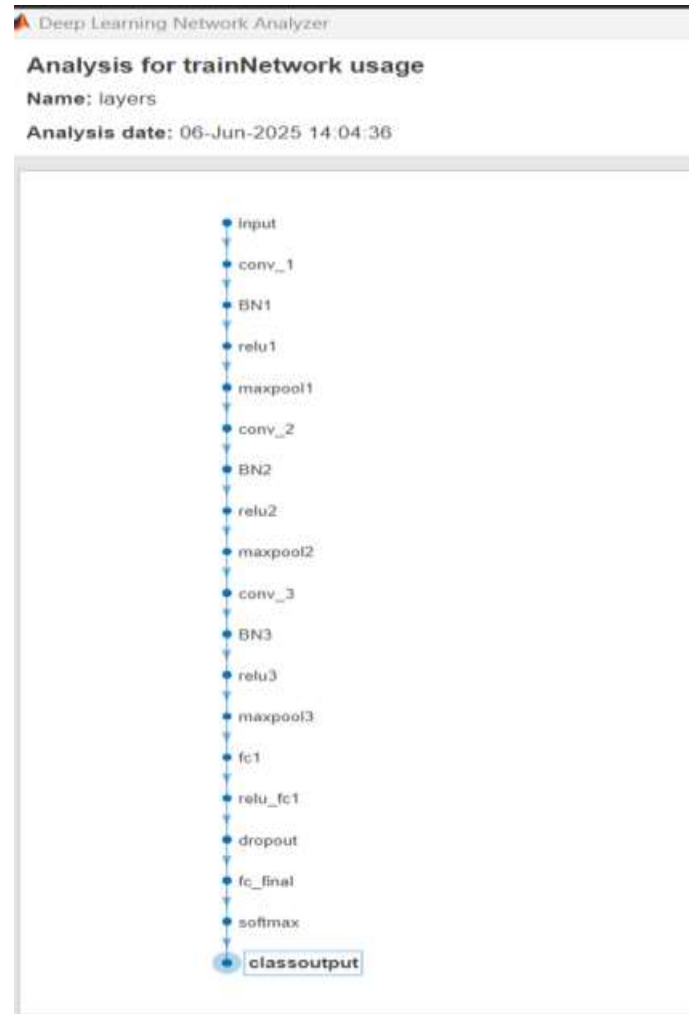 Deep Learning Network Analyzer
Analysis for trainNetwork usage
Name: layers
Analysis date: 06-Jun-2025 14:04:36
input
conv_1
BN1
relu1
maxpool1
conv_2
BN2
relu2
maxpool2
conv_3
BN3
relu3
maxpool3
fc1
relu_fc1
dropout
fc_final
softmax
classoutput